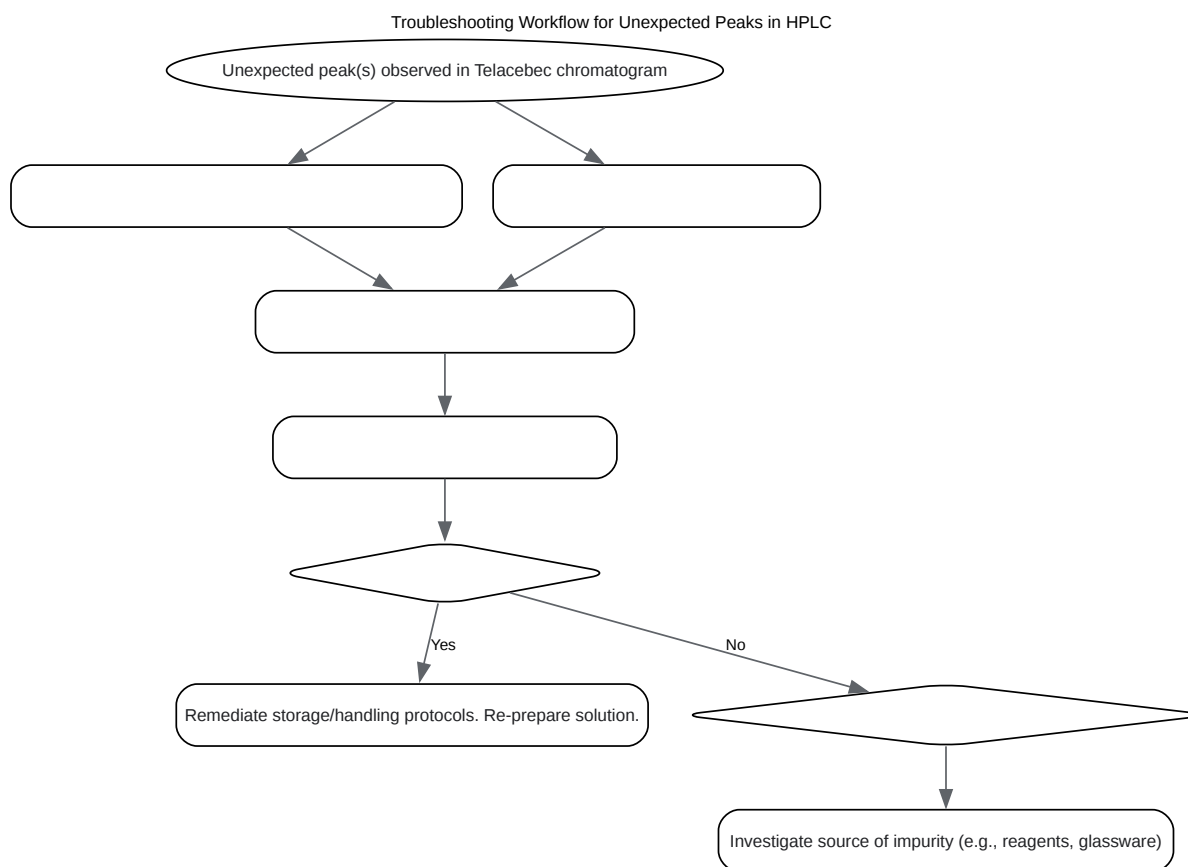 Troubleshooting Workflow for Unexpected Peaks in HPLC
Unexpected peak(s) observed in Telacebec chromatogram
Yes
No
Remediate storage/handling protocols. Re-prepare solution.
Investigate source of impurity (e.g., reagents, glassware)